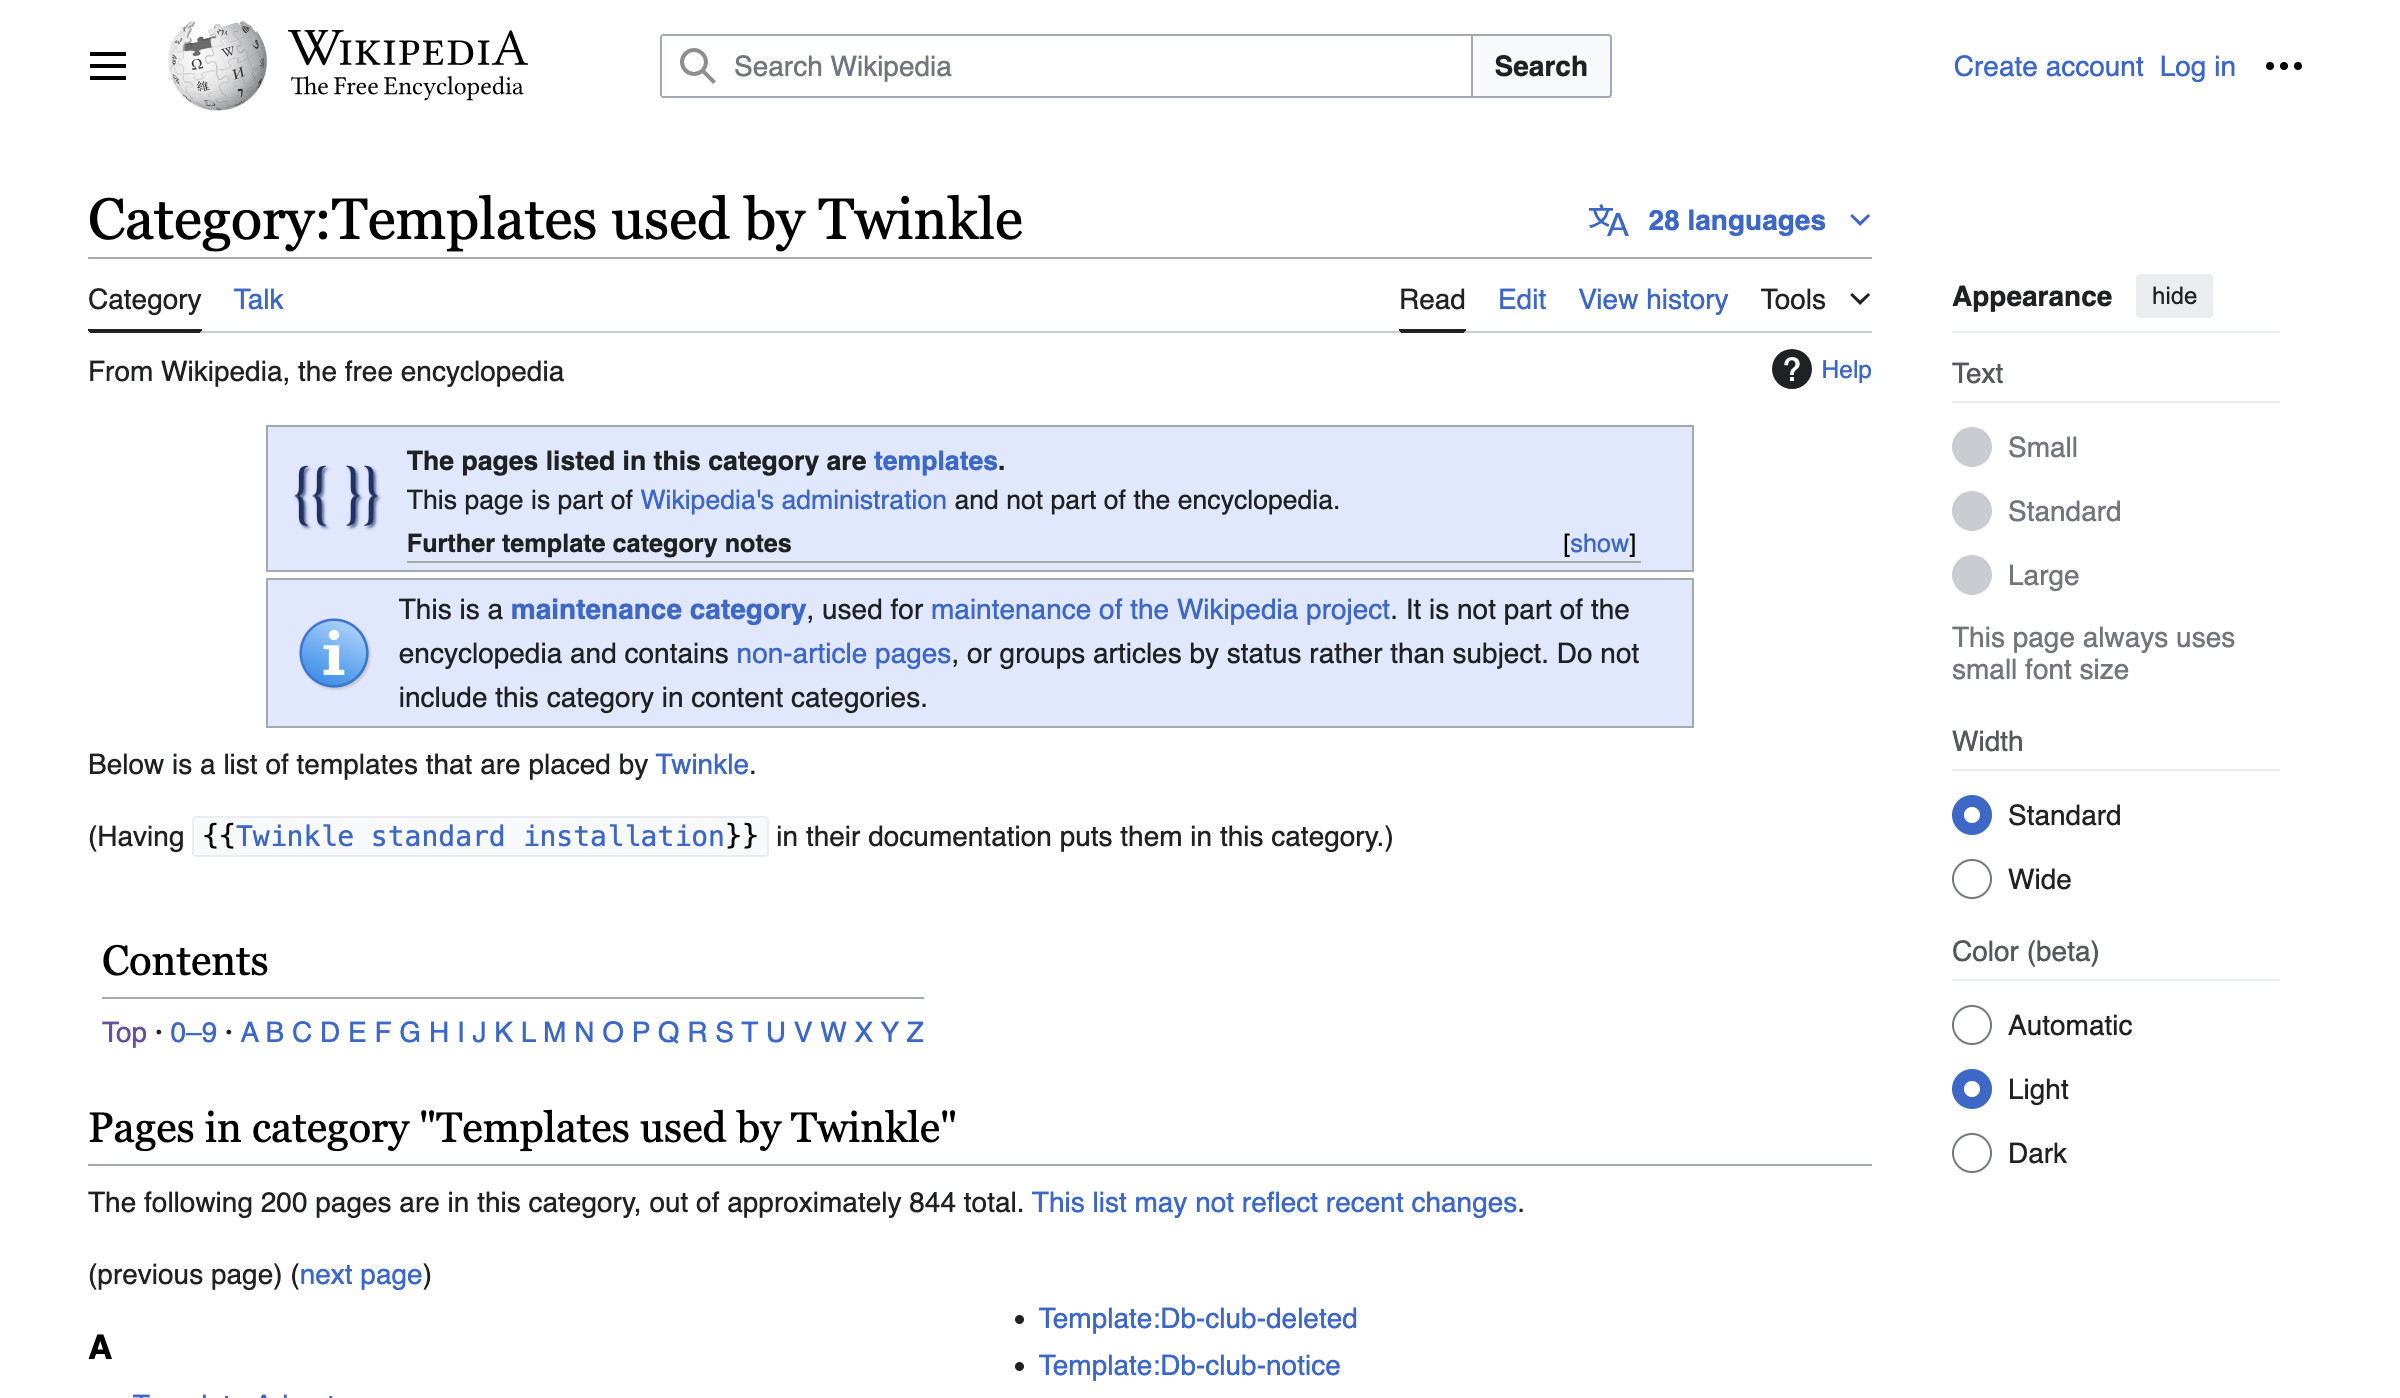 WIKIPEDIA
The Free Encyclopedia
Search Wikipedia
Search
Create account Log in
Category:Templates used by Twinkle
28 languages
Category Talk
Read Edit View history Tools
From Wikipedia, the free encyclopedia
Help
{{ }}
The pages listed in this category are templates.
This page is part of Wikipedia's administration and not part of the encyclopedia.
Further template category notes [show]
This is a maintenance category, used for maintenance of the Wikipedia project. It is not part of the
encyclopedia and contains non-article pages, or groups articles by status rather than subject. Do not
include this category in content categories.
Below is a list of templates that are placed by Twinkle.
(Having {{Twinkle standard installation}} in their documentation puts them in this category.)
Contents
Top · 0–9 · A B C D E F G H I J K L M N O P Q R S T U V W X Y Z
Pages in category "Templates used by Twinkle"
The following 200 pages are in this category, out of approximately 844 total. This list may not reflect recent changes.
(previous page) (next page)
A
Template:Db-club-deleted
Template:Db-club-notice
Appearance hide
Text
Small
Standard
Large
This page always uses
small font size
Width
Standard
Wide
Color (beta)
Automatic
Light
Dark